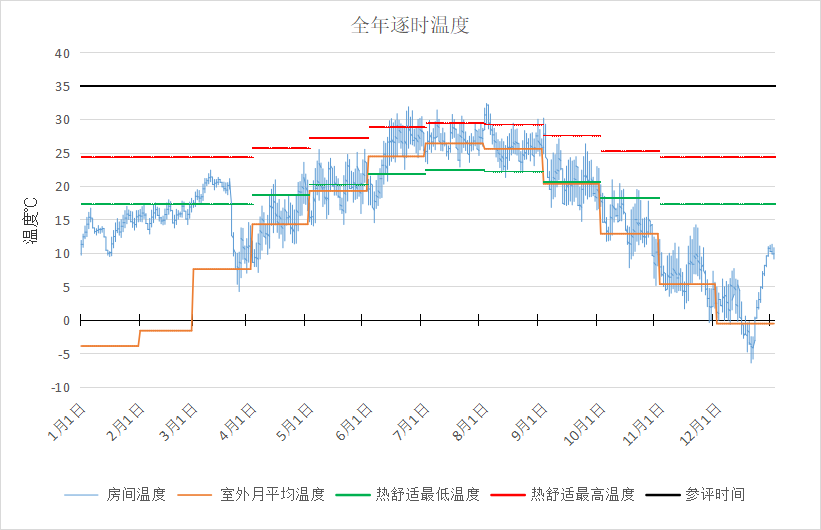 全年逐时温度
40
35
30
25
20
15
10
5
0
-5
-10
温度℃
1月1日
2月1日
3月1日
4月1日
5月1日
6月1日
7月1日
8月1日
9月1日
10月1日
11月1日
12月1日
房间温度 室外月平均温度 热舒适最低温度 热舒适最高温度 参评时间